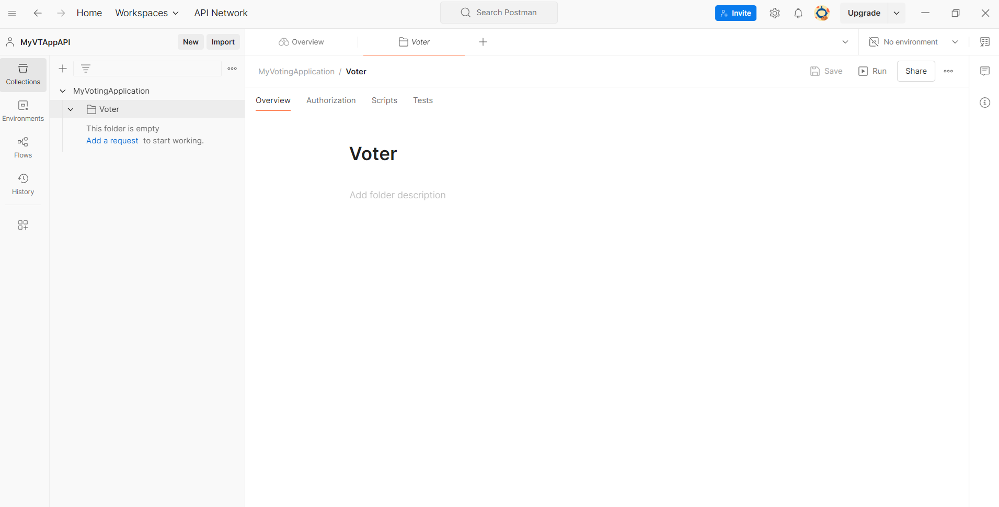 Home Workspaces API Network Search Postman Invite Upgrade
MyVTAppAPI New Import Overview Voter No environment
Collections
MyVotingApplication / Voter Save Run Share
MyVotingApplication
Overview Authorization Scripts Tests
Voter
Environments
This folder is empty
Add a request to start working.
Flows
Voter
History
Add folder description